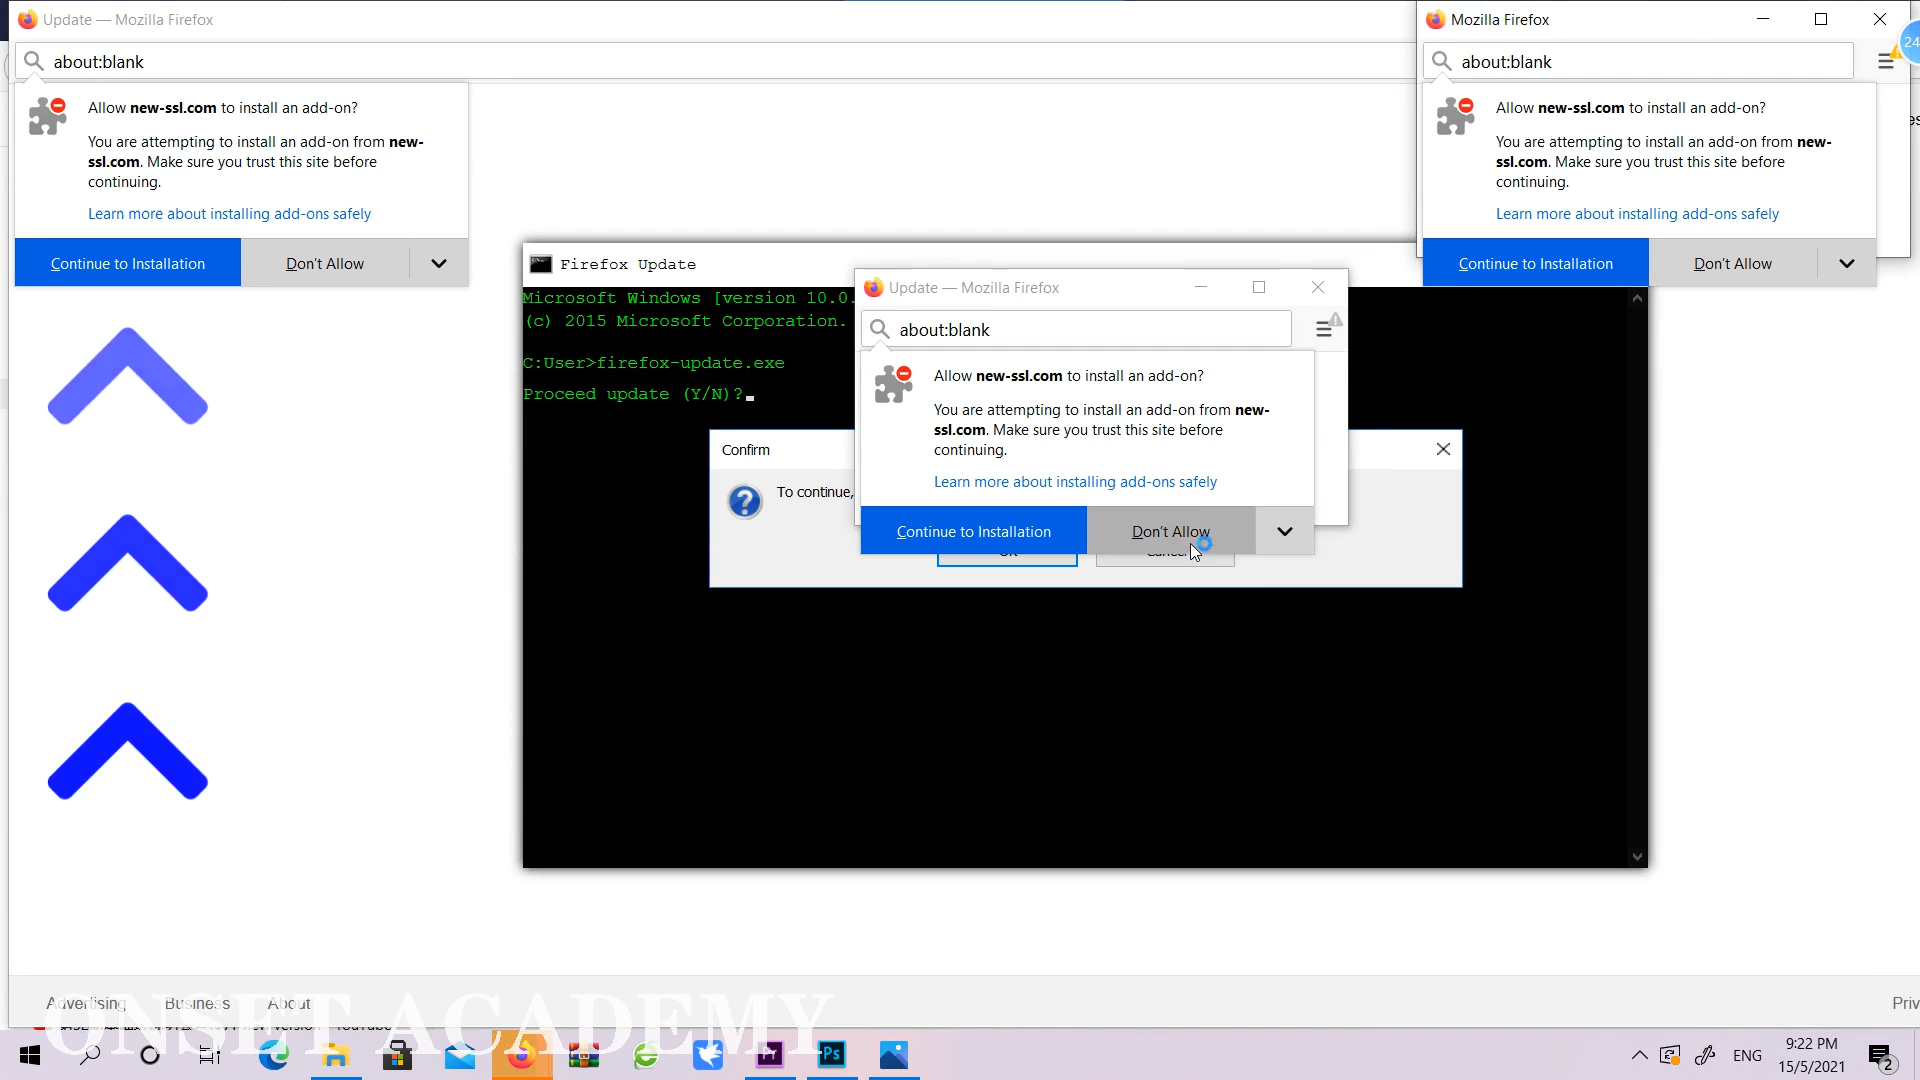 Update — Mozilla Firefox
about:blank
Allow new-ssl.com to install an add-on?
You are attempting to install an add-on from new-
ssl.com. Make sure you trust this site before
continuing.
Learn more about installing add-ons safely
Continue to Installation
Don't Allow
Mozilla Firefox
24
about:blank
Allow new-ssl.com to install an add-on?
You are attempting to install an add-on from new-
ssl.com. Make sure you trust this site before
continuing.
Learn more about installing add-ons safely
Continue to Installation
Don't Allow
Firefox Update
Microsoft Windows [version 10.0.
(c) 2015 Microsoft Corporation.
C:User>firefox-update.exe
Proceed update (Y/N)?
Update — Mozilla Firefox
about:blank
Allow new-ssl.com to install an add-on?
You are attempting to install an add-on from new-
ssl.com. Make sure you trust this site before
continuing.
Learn more about installing add-ons safely
Continue to Installation
Don't Allow
Confirm
To continue,
Advertising Business About
Priv
ONSET ACADEMY
Pr
Ps
ENG
9:22 PM
15/5/2021
2